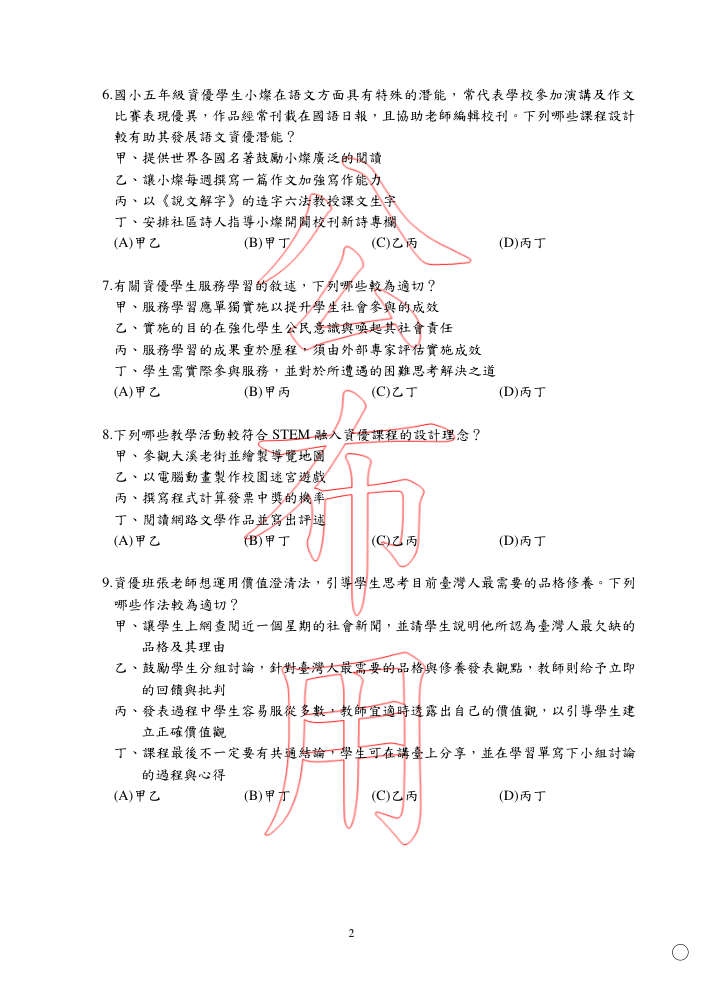 6.國小五年級資優學生小燦在語文方面具有特殊的潛能，常代表學校參加演講及作文
比賽表現優異，作品經常刊載在國語日報，且協助老師編輯校刊。下列哪些課程設計
較有助其發展語文資優潛能？
甲、提供世界各國名著鼓勵小燦廣泛的閱讀
乙、讓小燦每週撰寫一篇作文加強寫作能力
丙、以《說文解字》的造字六法教授課文生字
丁、安排社區詩人指導小燦開闢校刊新詩專欄
(A)甲乙 (B)甲丁 (C)乙丙 (D)丙丁
7.有關資優學生服務學習的敘述，下列哪些較為適切？
甲、服務學習應單獨實施以提升學生社會參與的成效
乙、實施的目的在強化學生公民意識與喚起其社會責任
丙、服務學習的成果重於歷程，須由外部專家評估實施成效
丁、學生需實際參與服務，並對於所遭遇的困難思考解決之道
(A)甲乙 (B)甲丙 (C)乙丁 (D)丙丁
8.下列哪些教學活動較符合 STEM 融入資優課程的設計理念？
甲、參觀大溪老街並繪製導覽地圖
乙、以電腦動畫製作校園迷宮遊戲
丙、撰寫程式計算發票中獎的機率
丁、閱讀網路文學作品並寫出評述
(A)甲乙 (B)甲丁 (C)乙丙 (D)丙丁
9.資優班張老師想運用價值澄清法，引導學生思考目前臺灣人最需要的品格修養。下列
哪些作法較為適切？
甲、讓學生上網查閱近一個星期的社會新聞，並請學生說明他所認為臺灣人最欠缺的
品格及其理由
乙、鼓勵學生分組討論，針對臺灣人最需要的品格與修養發表觀點，教師則給予立即
的回饋與批判
丙、發表過程中學生容易服從多數，教師宜適時透露出自己的價值觀，以引導學生建
立正確價值觀
丁、課程最後不一定要有共通結論，學生可在講臺上分享，並在學習單寫下小組討論
的過程與心得
(A)甲乙 (B)甲丁 (C)乙丙 (D)丙丁
公布用
2